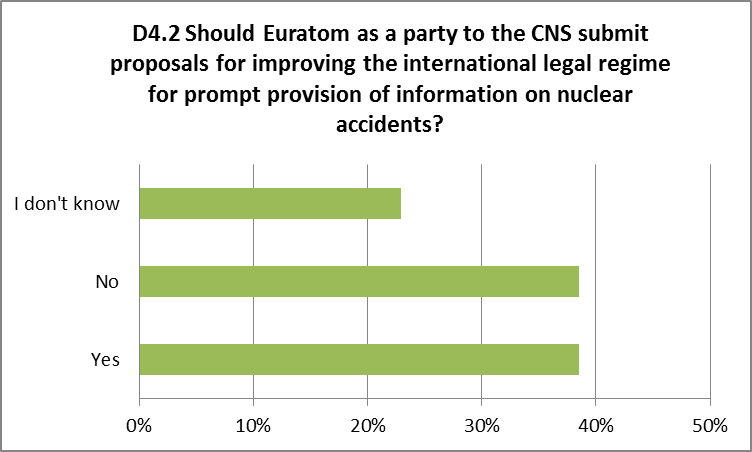 D4.2 Should Euratom as a party to the CNS submit
proposals for improving the international legal regime
for prompt provision of information on nuclear
accidents?
I don't know
No
Yes
0% 10% 20% 30% 40% 50%